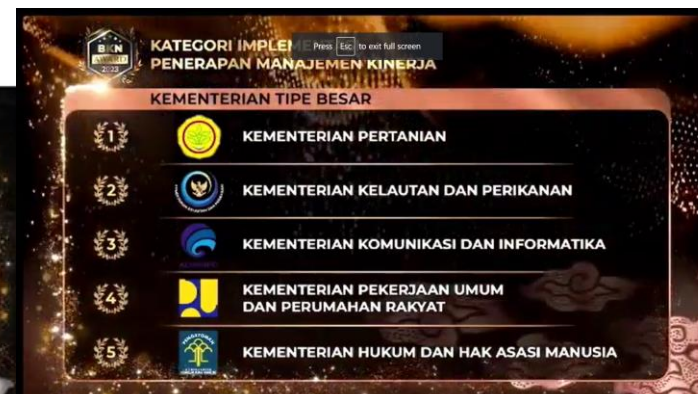 BKN
AWARD
2023
KATEGORI IMPLEM
Press Esc to exit full screen
PENERAPAN MANAJEMEN KINERJA
KEMENTERIAN TIPE BESAR
1
KEMENTERIAN PERTANIAN
2
KEMENTERIAN KELAUTAN DAN PERIKANAN
3
KEMENTERIAN KOMUNIKASI DAN INFORMATIKA
4
KEMENTERIAN PEKERJAAN UMUM
DAN PERUMAHAN RAKYAT
5
PENGAYOMAN
KEMENTERIAN HUKUM DAN HAK ASASI MANUSIA